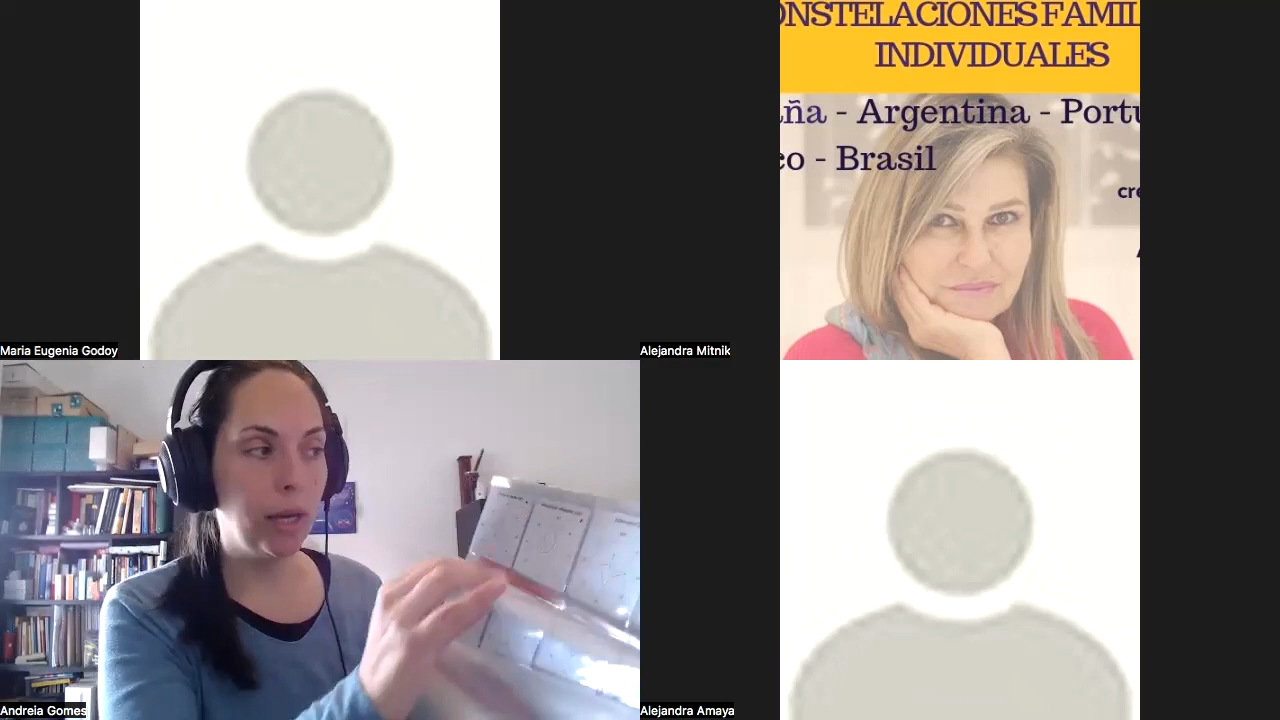 ONSTELACIONES FAMIL
INDIVIDUALES
ña - Argentina - Portu
co - Brasil
cre
Maria Eugenia Godoy
Alejandra Mitnik
Andreia Gomes
Alejandra Amaya